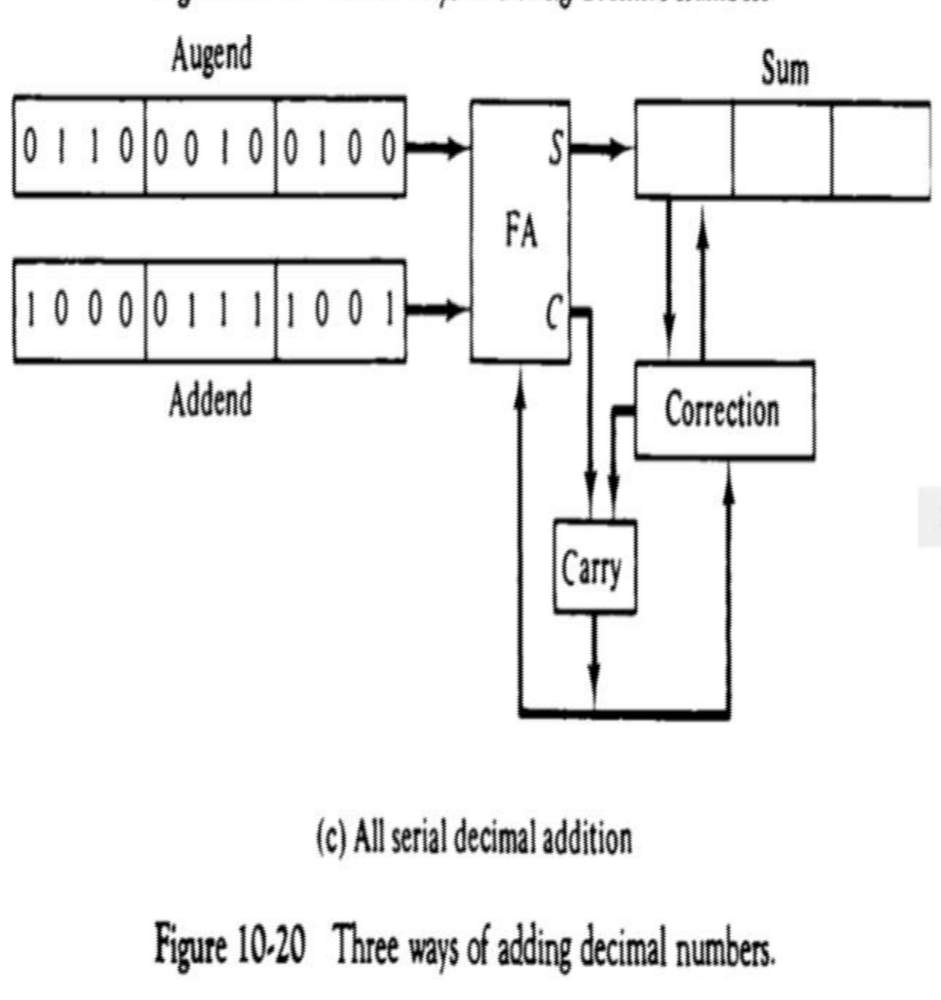 Augend
Sum
0 1 1 0 0 0 1 0 0 1 0 0
S
FA
1 0 0 0 0 1 1 1 1 0 0 1
C
Addend
Correction
Carry
(c) All serial decimal addition
Figure 10-20 Three ways of adding decimal numbers.